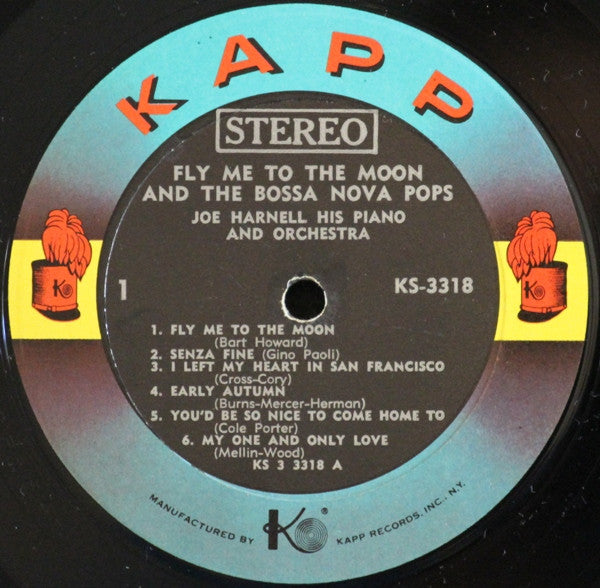 KAPP
STEREO
FLY ME TO THE MOON
AND THE BOSSA NOVA POPS
JOE HARNELL HIS PIANO
AND ORCHESTRA
1
KS-3318
1. FLY ME TO THE MOON
(Bart Howard)
2. SENZA FINE (Gino Paoli)
3. I LEFT MY HEART IN SAN FRANCISCO
(Cross-Cory)
4. EARLY AUTUMN
(Burns-Mercer-Herman)
5. YOU'D BE SO NICE TO COME HOME TO
(Cole Porter)
6. MY ONE AND ONLY LOVE
(Mellin-Wood)
KS 3 3318 A
K
K
MANUFACTURED BY K ® KAPP RECORDS, INC., N.Y.